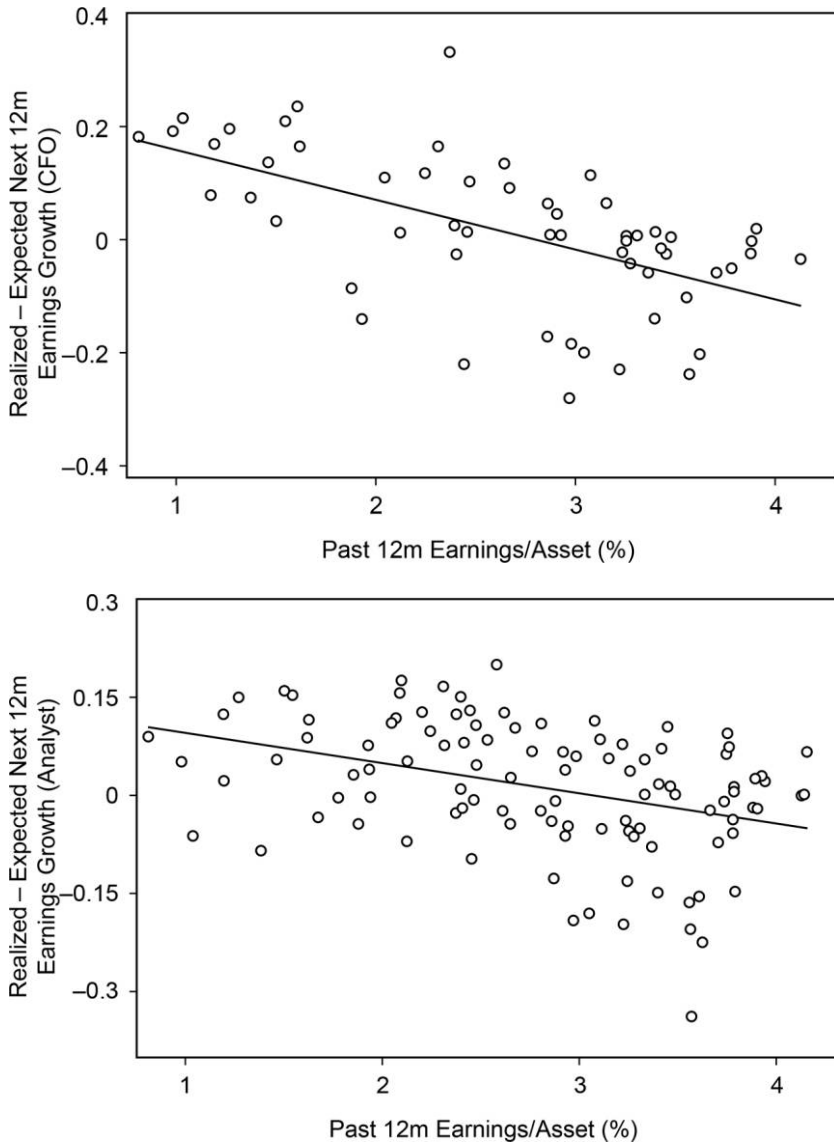 Realized – Expected Next 12m
Earnings Growth (CFO)
0.4
0.2
0
–0.2
–0.4
1 2 3 4
Past 12m Earnings/Asset (%)
Realized – Expected Next 12m
Earnings Growth (Analyst)
0.3
0.15
0
–0.15
–0.3
1 2 3 4
Past 12m Earnings/Asset (%)